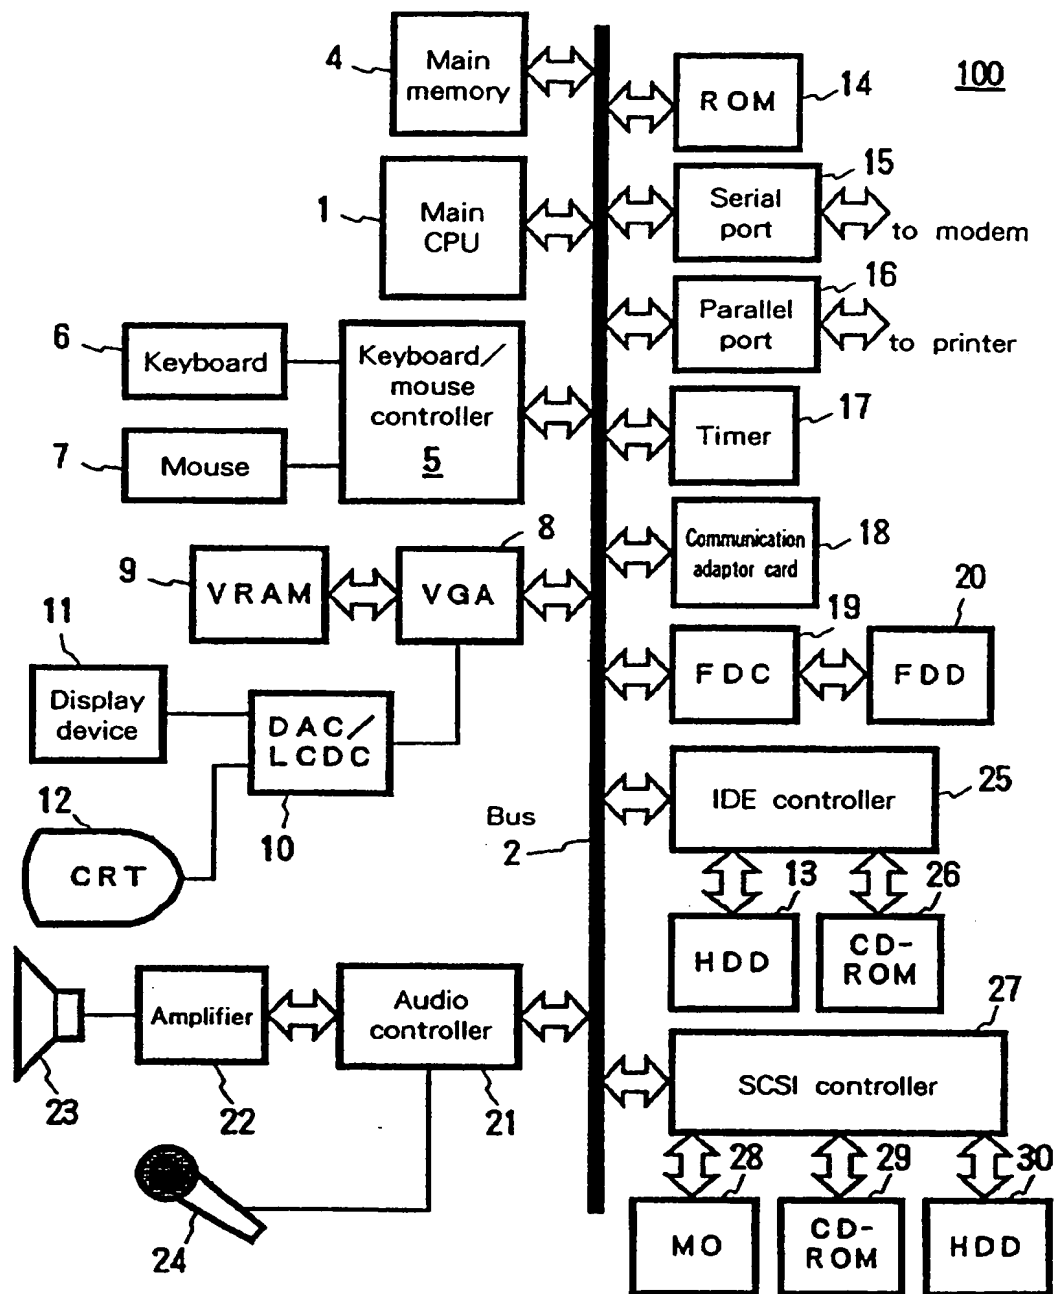 100
4
Main
memory
ROM
14
1
Main
CPU
15
Serial
port
to modem
16
Parallel
port
to printer
6
Keyboard
Keyboard/
mouse
controller
5
7
Mouse
Timer
17
Communication
adaptor card
18
8
9
VRAM
VGA
19
20
FDC
FDD
11
Display
device
DAC/
LCDC
10
12
CRT
Bus
2
IDE controller
25
13
HDD
26
CD-
ROM
23
Amplifier
22
Audio
controller
21
24
27
SCSI controller
28
MO
29
CD-
ROM
30
HDD